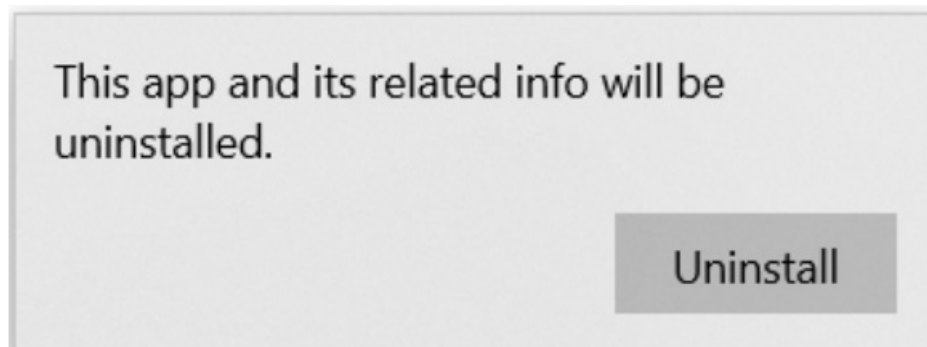 This app and its related info will be
uninstalled.
Uninstall